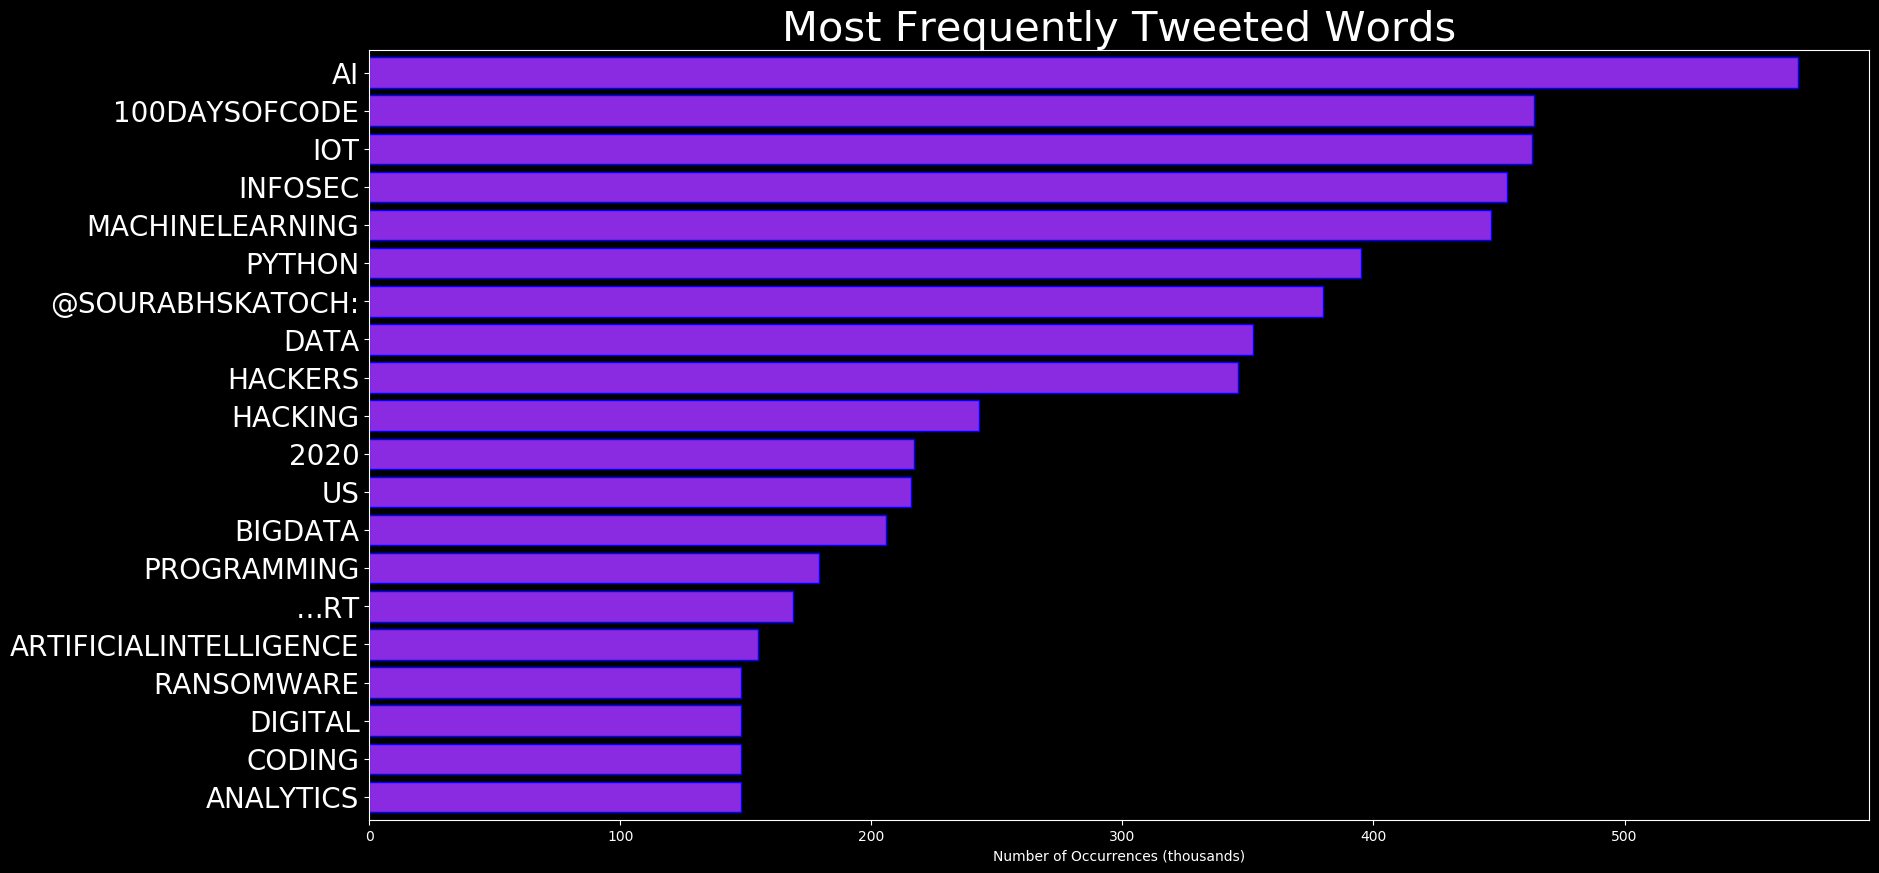 Most Frequently Tweeted Words
AI
100DAYSOFCODE
IOT
INFOSEC
MACHINELEARNING
PYTHON
@SOURABHSKATOCH:
DATA
HACKERS
HACKING
2020
US
BIGDATA
PROGRAMMING
…RT
ARTIFICIALINTELLIGENCE
RANSOMWARE
DIGITAL
CODING
ANALYTICS
0 100 200 300 400 500
Number of Occurrences (thousands)